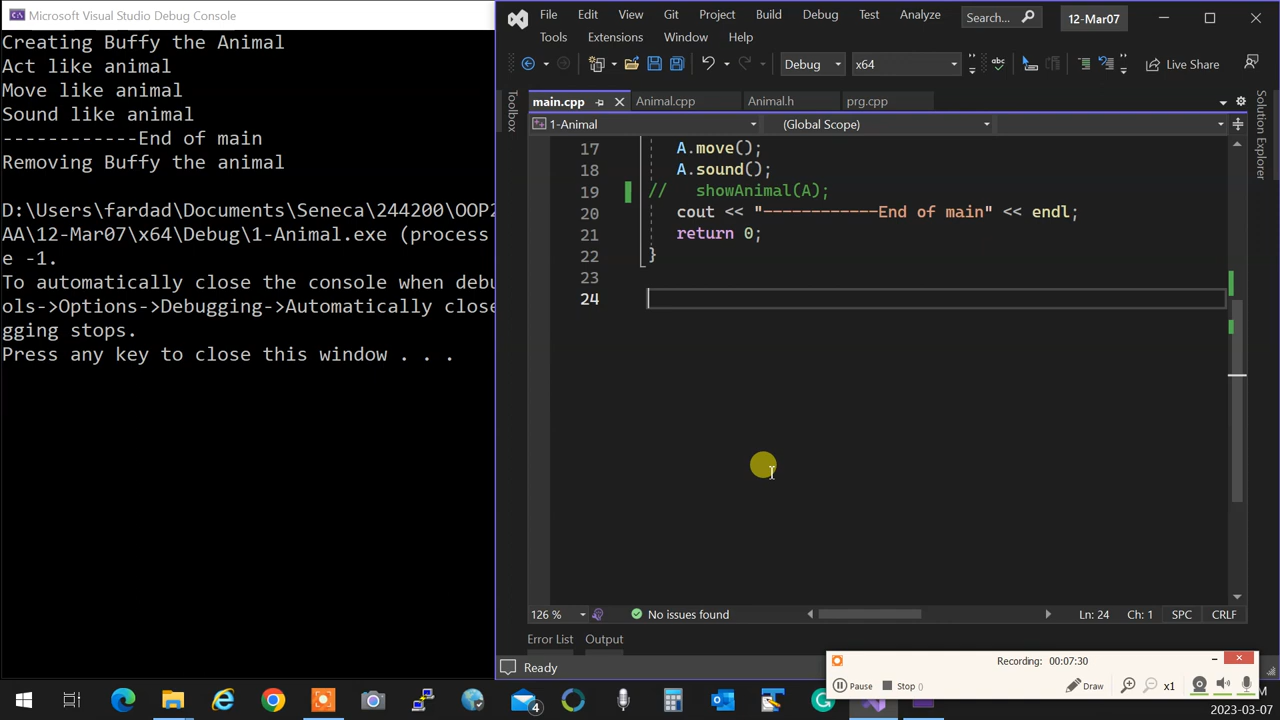 Microsoft Visual Studio Debug Console
Creating Buffy the Animal
Act like animal
Move like animal
Sound like animal
------------End of main
Removing Buffy the animal
D:\Users\fardad\Documents\Seneca\244200\OOP2
AA\12-Mar07\x64\Debug\1-Animal.exe (process
e -1.
To automatically close the console when debu
ols->Options->Debugging->Automatically close
gging stops.
Press any key to close this window . . .
File Edit View Git Project Build Debug Test Analyze
Tools Extensions Window Help
Search...
12-Mar07
Debug
x64
Live Share
Toolbox
main.cpp
Animal.cpp
Animal.h
prg.cpp
Solution Explorer
1-Animal
(Global Scope)
17 A.move();
18 A.sound();
19 // showAnimal(A);
20 cout << "------------End of main" << endl;
21 return 0;
22 }
23
24
126 %
No issues found
Ln: 24 Ch: 1 SPC CRLF
Error List Output
Ready
Recording: 00:07:30
Pause
Stop ()
Draw
x1
4
M
2023-03-07